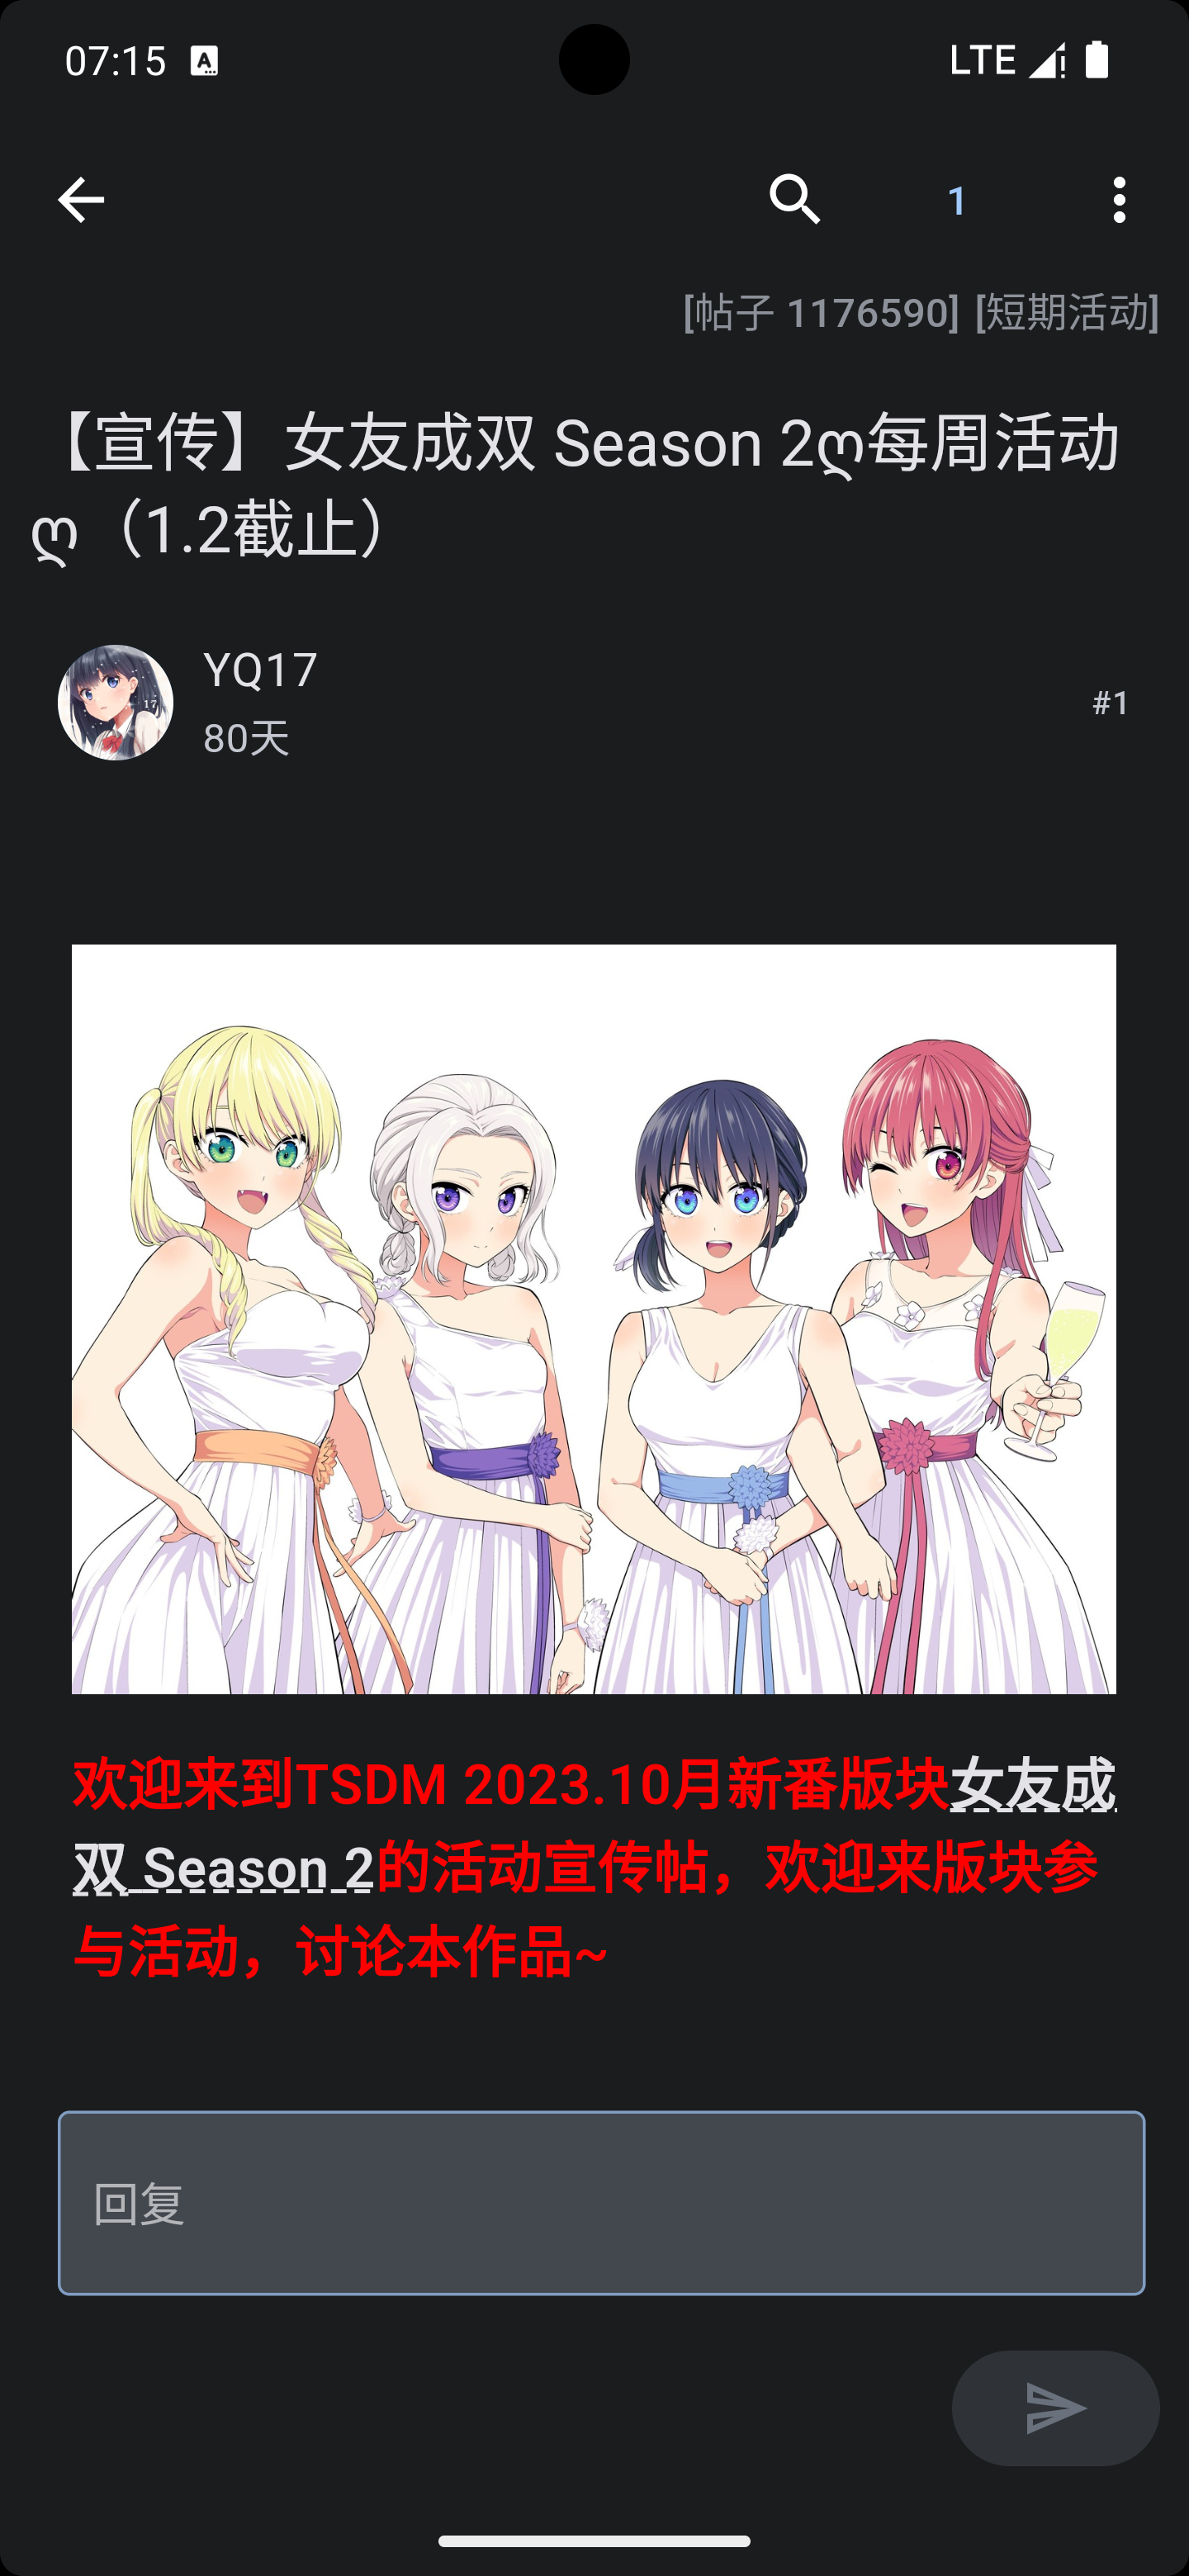 07:15
LTE
1
[帖子 1176590] [短期活动]
【宣传】女友成双 Season 2ღ每周活动
ღ（1.2截止）
YQ17
80天
#1
17
欢迎来到TSDM 2023.10月新番版块女友成
双 Season 2的活动宣传帖，欢迎来版块参
与活动，讨论本作品~
回复